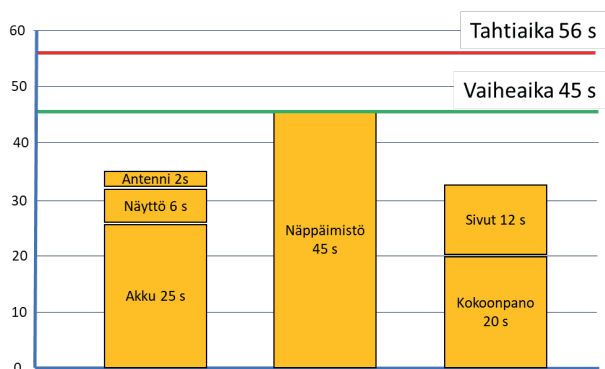 60
Tahtiaika 56 s
50
Vaiheaika 45 s
40
30
20
10
0
Antenni 2s
Näyttö 6 s
Akku 25 s
Näppäimistö
45 s
Sivut 12 s
Kokoonpano
20 s